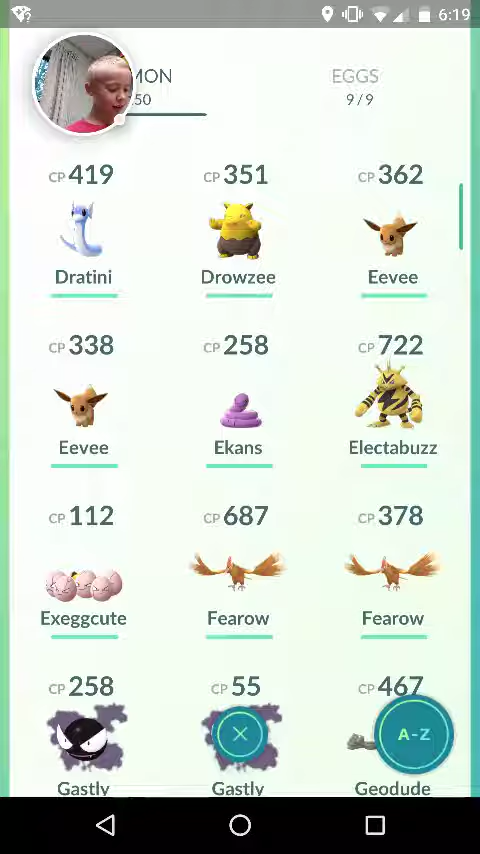 6:19
MON
EGGS
50
9/9
CP 419
CP 351
CP 362
Dratini
Drowzee
Eevee
CP 338
CP 258
CP 722
Eevee
Ekans
Electabuzz
CP 112
CP 687
CP 378
Exeggcute
Fearow
Fearow
CP 258
CP 55
CP 467
A-Z
Gastly
Gastly
Geodude